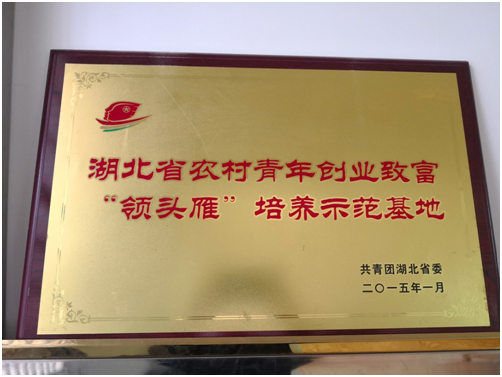 湖北省农村青年创业致富
“领头雁”培养示范基地
共青团湖北省委
二〇一五年一月